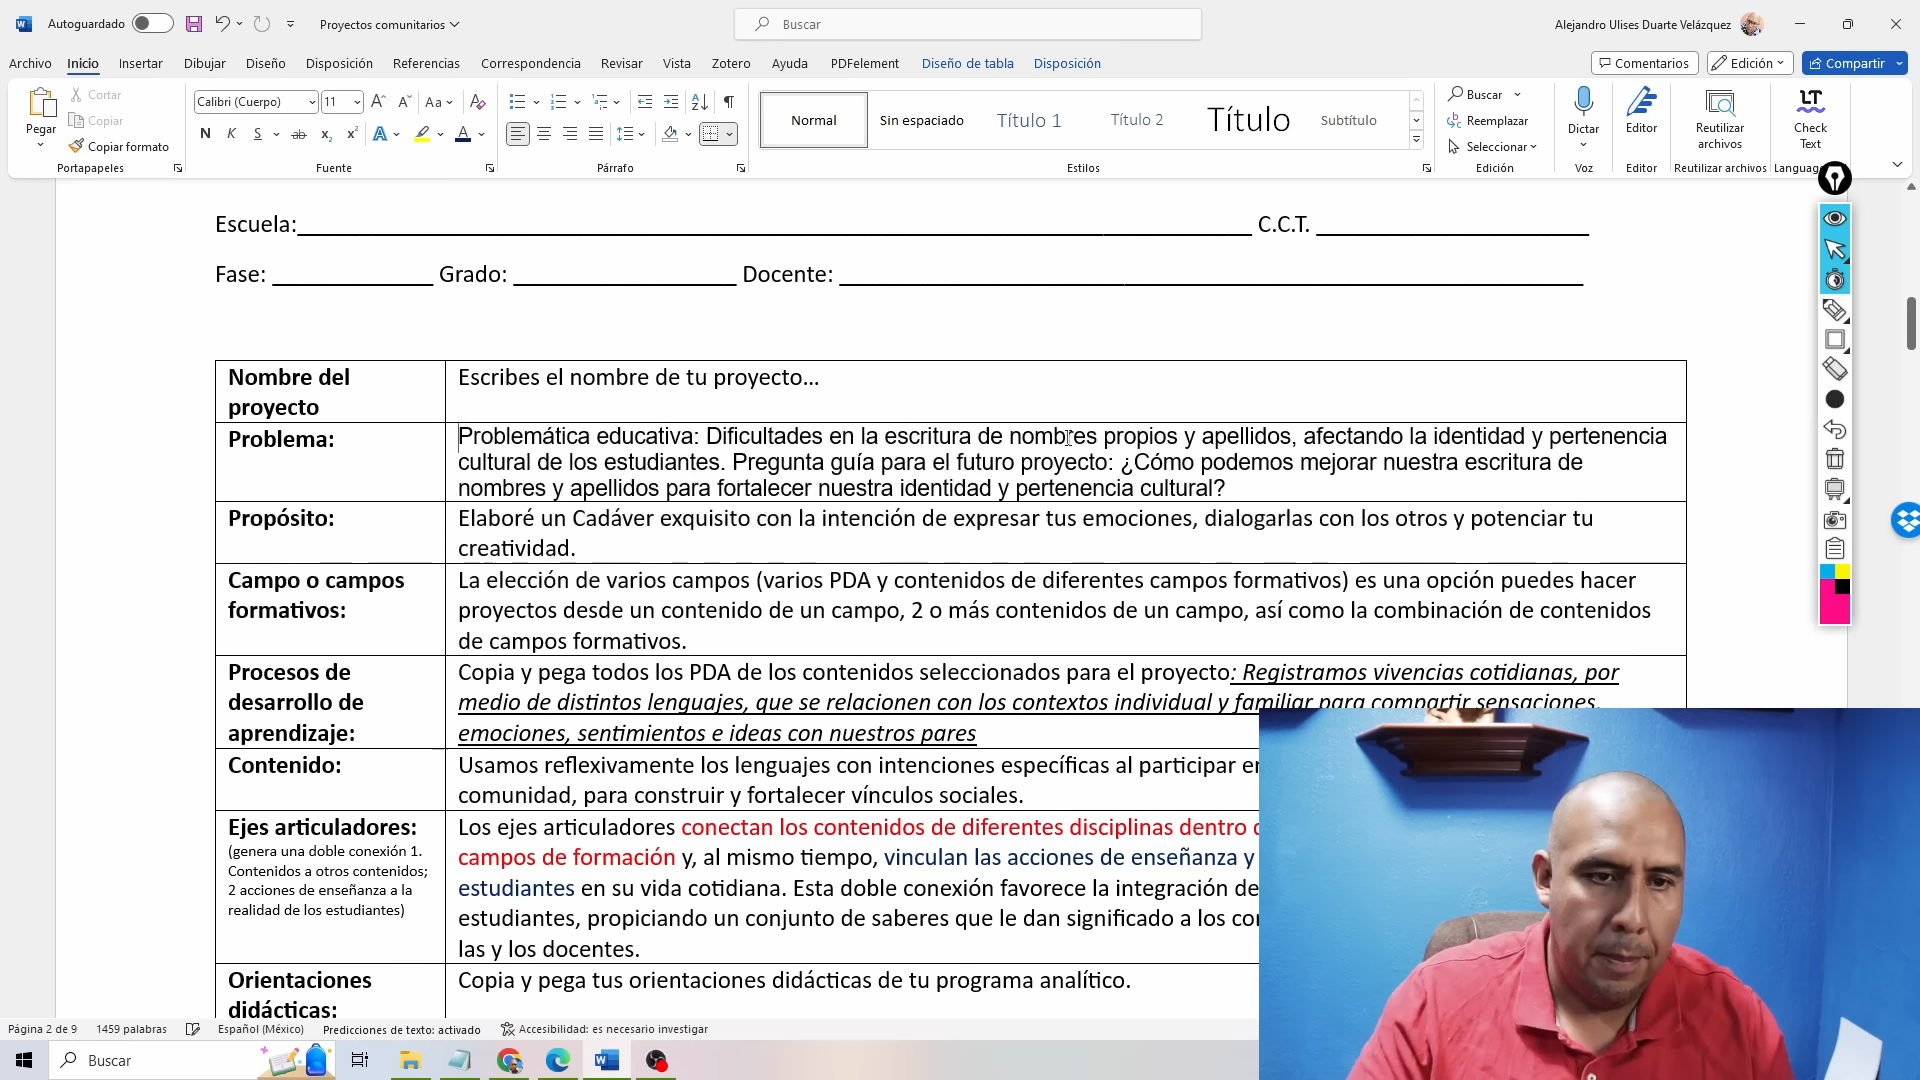 Autoguardado
Proyectos comunitarios
Buscar
Alejandro Ulises Duarte Velázquez
Archivo Inicio Insertar Dibujar Diseño Disposición Referencias Correspondencia Revisar Vista Zotero Ayuda PDFelement Diseño de tabla Disposición
Comentarios Edición Compartir
Pegar
Cortar
Copiar
Copiar formato
Portapapeles
Calibri (Cuerpo) 11
Aa
N K S ab x₂ x² A A
Fuente
Párrafo
Normal Sin espaciado Título 1 Título 2 Título Subtítulo
Estilos
Buscar
Reemplazar
Seleccionar
Edición
Dictar
Voz
Editor
Editor
Reutilizar archivos
Reutilizar archivos
LT
Check Text
Escuela: C.C.T.
Fase: Grado: Docente:
Nombre del proyecto
Escribes el nombre de tu proyecto…
Problema:
Problemática educativa: Dificultades en la escritura de nombres propios y apellidos, afectando la identidad y pertenencia
cultural de los estudiantes. Pregunta guía para el futuro proyecto: ¿Cómo podemos mejorar nuestra escritura de
nombres y apellidos para fortalecer nuestra identidad y pertenencia cultural?
Propósito:
Elaboré un Cadáver exquisito con la intención de expresar tus emociones, dialogarlas con los otros y potenciar tu
creatividad.
Campo o campos
formativos:
La elección de varios campos (varios PDA y contenidos de diferentes campos formativos) es una opción puedes hacer
proyectos desde un contenido de un campo, 2 o más contenidos de un campo, así como la combinación de contenidos
de campos formativos.
Procesos de
desarrollo de
aprendizaje:
Copia y pega todos los PDA de los contenidos seleccionados para el proyecto: Registramos vivencias cotidianas, por
medio de distintos lenguajes, que se relacionen con los contextos individual y familiar para compartir sensaciones,
emociones, sentimientos e ideas con nuestros pares
Contenido:
Usamos reflexivamente los lenguajes con intenciones específicas al participar
comunidad, para construir y fortalecer vínculos sociales.
Ejes articuladores:
(genera una doble conexión 1.
Contenidos a otros contenidos;
2 acciones de enseñanza a la
realidad de los estudiantes)
Los ejes articuladores conectan los contenidos de diferentes disciplinas dentro
campos de formación y, al mismo tiempo, vinculan las acciones de enseñanza y
estudiantes en su vida cotidiana. Esta doble conexión favorece la integración de
estudiantes, propiciando un conjunto de saberes que le dan significado a los
las y los docentes.
Orientaciones
didácticas:
Copia y pega tus orientaciones didácticas de tu programa analítico.
Página 2 de 9 1459 palabras Español (México) Predicciones de texto: activado Accesibilidad: es necesario investigar
Buscar